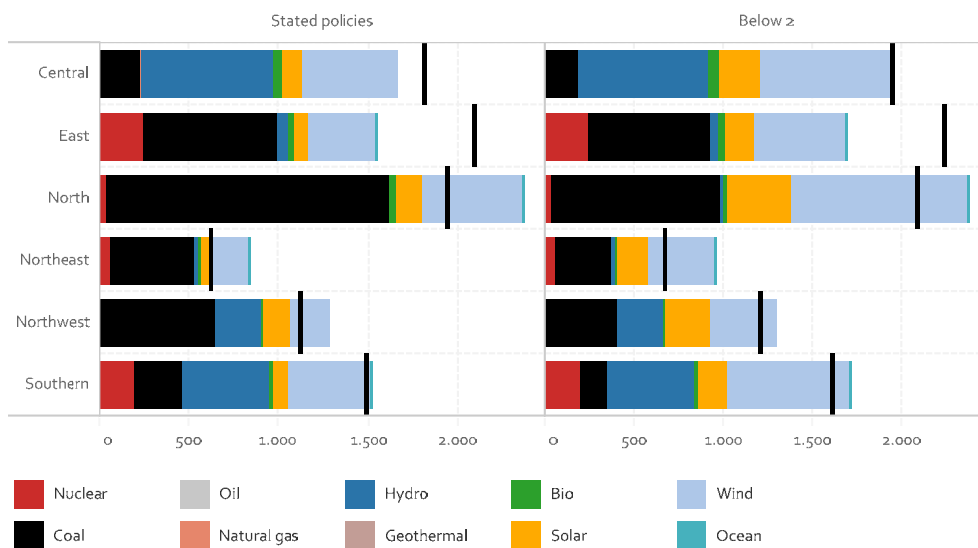 Stated policies Below 2
Central
East
North
Northeast
Northwest
Southern
0 500 1.000 1.500 2.000 0 500 1.000 1.500 2.000
Nuclear Oil Hydro Bio Wind
Coal Natural gas Geothermal Solar Ocean